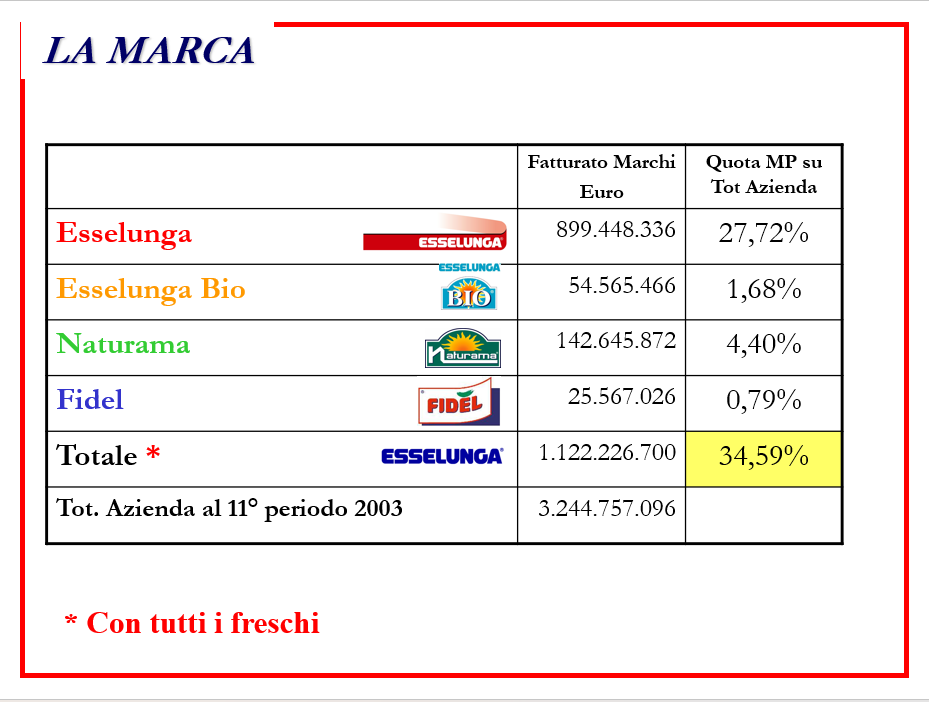 LA MARCA
Fatturato Marchi
Euro
Quota MP su
Tot Azienda
Esselunga
ESSELUNGA
899.448.336
27,72%
Esselunga Bio
ESSELUNGA
BIO
54.565.466
1,68%
Naturama
Naturama
142.645.872
4,40%
Fidel
FIDEL
25.567.026
0,79%
Totale *
ESSELUNGA®
1.122.226.700
34,59%
Tot. Azienda al 11° periodo 2003
3.244.757.096
* Con tutti i freschi